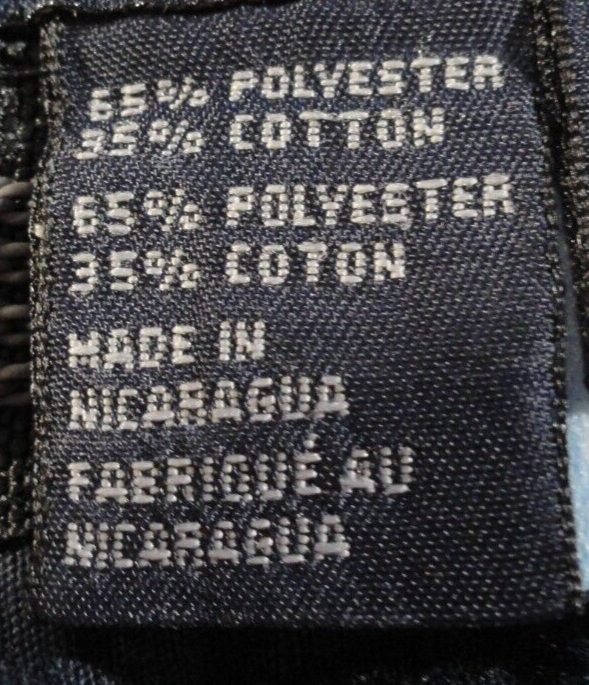 65% POLYESTER
35% COTTON
65% POLYESTER
35% COTON
MADE IN
NICARAGUA
FABRIQUÉ AU
NICARAGUA